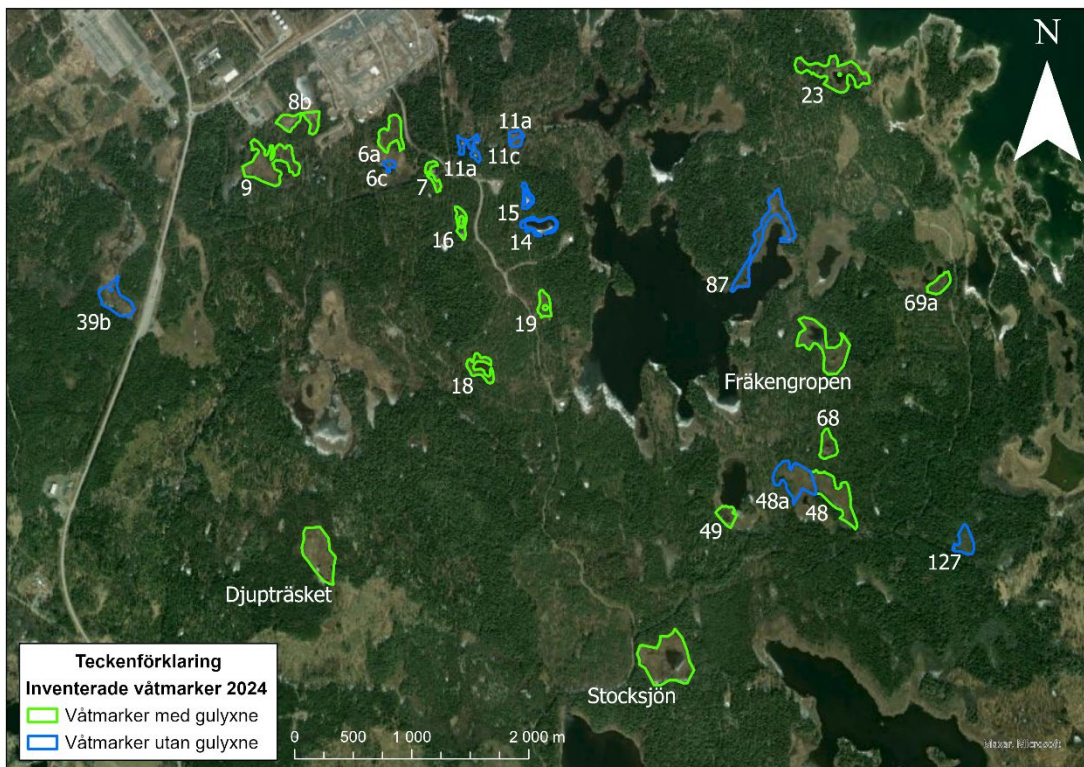 N
23
8b
11a
6a
11a
11c
9
6c
7
15
16
14
87
39b
69a
19
Fräkengropen
18
68
48a
48
49
127
Djupträsket
Stocksjön
Teckenförklaring
Inventerade våtmarker 2024
Våtmarker med gulyxne
Våtmarker utan gulyxne
0 500 1 000 2 000 m
Maxar, Microsoft